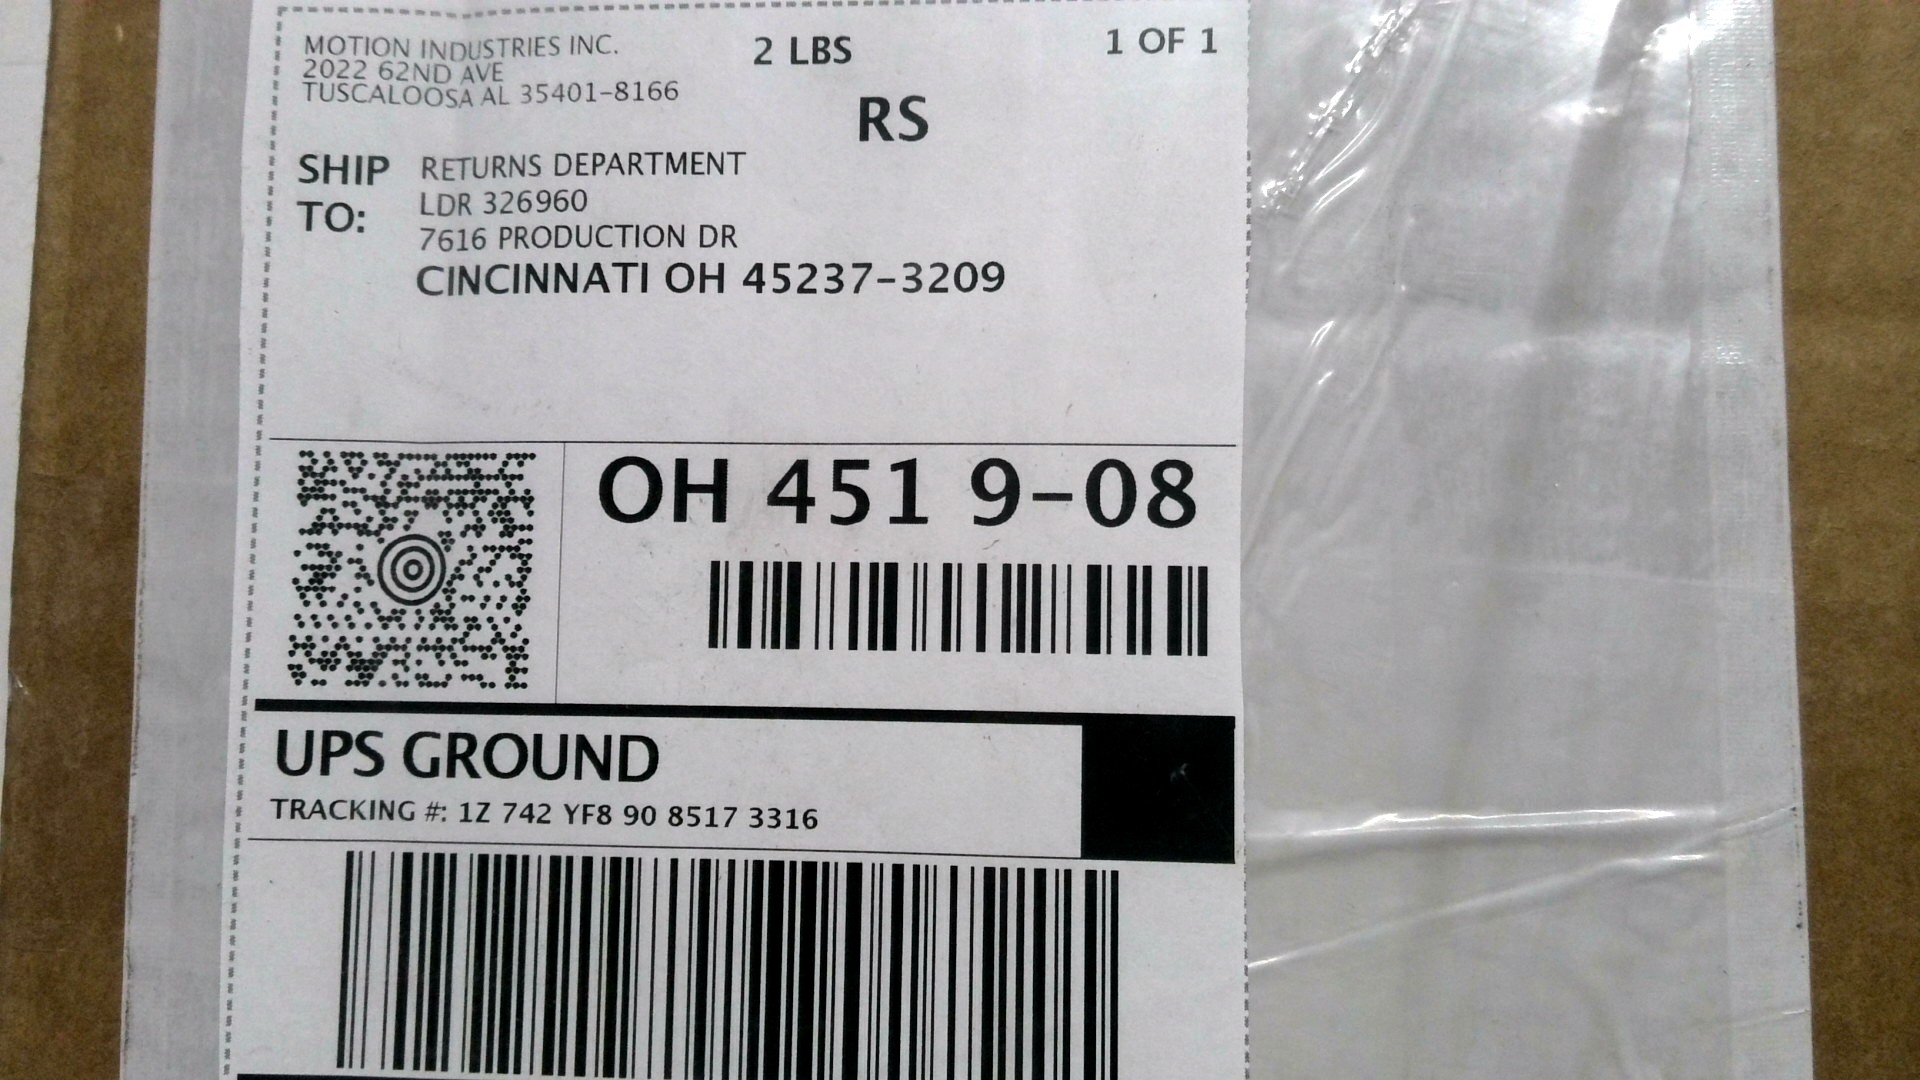 MOTION INDUSTRIES INC.
2022 62ND AVE
TUSCALOOSA AL 35401-8166
2 LBS
1 OF 1
RS
SHIP TO:
RETURNS DEPARTMENT
LDR 326960
7616 PRODUCTION DR
CINCINNATI OH 45237-3209
OH 451 9-08
UPS GROUND
TRACKING #: 1Z 742 YF8 90 8517 3316